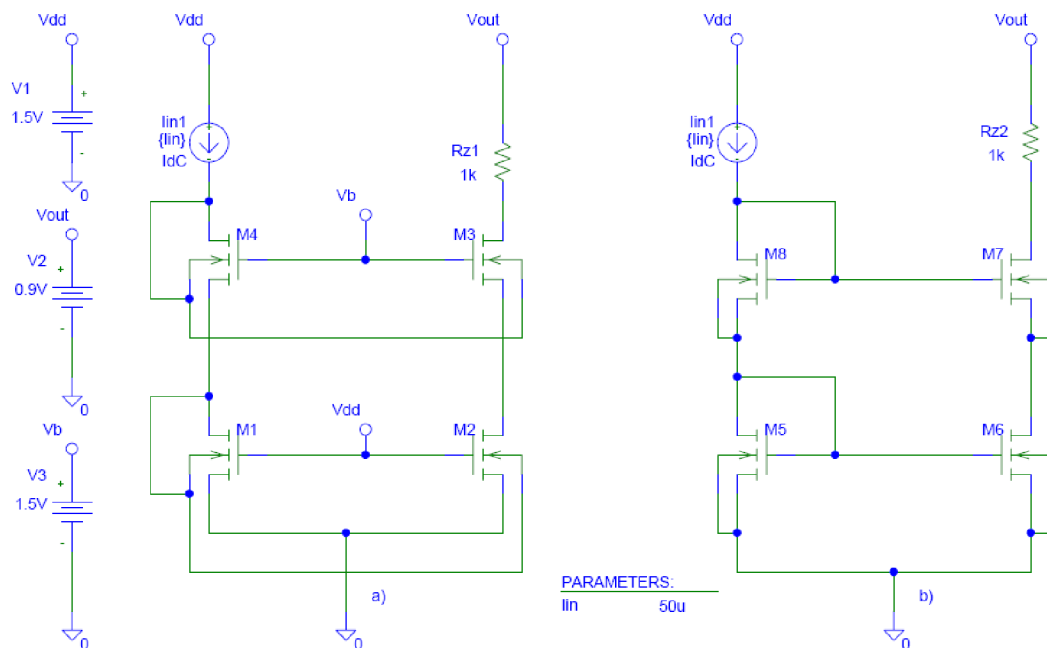 Vdd
Vdd
Vout
Vdd
Vout
V1
+
1.5V
-
0
Iin1
{Iin}
IdC
+
-
Rz1
1k
Iin1
{Iin}
IdC
+
-
Rz2
1k
Vout
V2
+
0.9V
-
0
Vb
M4
M3
M8
M7
Vb
V3
+
1.5V
-
0
Vdd
M1
M2
M5
M6
a)
0
PARAMETERS:
Iin 50u
b)
0